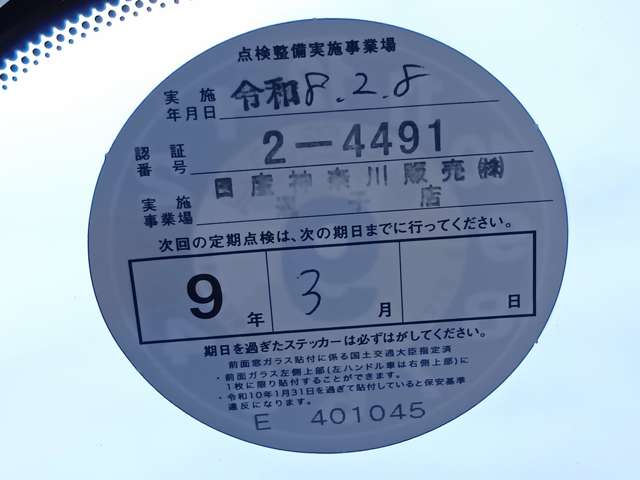 点検整備実施事業場
実施年月日 令和8.2.8
認証番号 2-4491
実施事業場 日産神奈川販売(株)
店
次回の定期点検は、次の期日までに行ってください。
9年 3月 日
期日を過ぎたステッカーは必ずはがしてください。
前面窓ガラス貼付に係る国土交通大臣指定済
・前面ガラス左側上部(左ハンドル車は右側上部)に
1枚に限り貼付することができます。
・令和10年1月31日を過ぎて貼付していると保安基準
違反になります。
E 401045